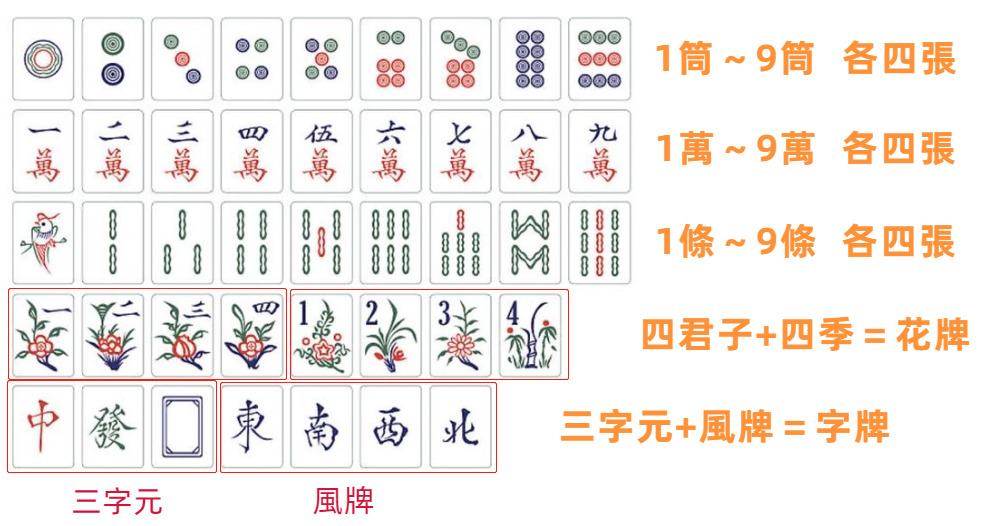 1筒～9筒 各四張
一 二 三 四 伍 六 七 八 九
萬 萬 萬 萬 萬 萬 萬 萬 萬
1萬～9萬 各四張
1條～9條 各四張
一 二 三 四 1 2 3 4
四君子+四季=花牌
中 發 東 南 西 北
三字元+風牌=字牌
三字元 風牌